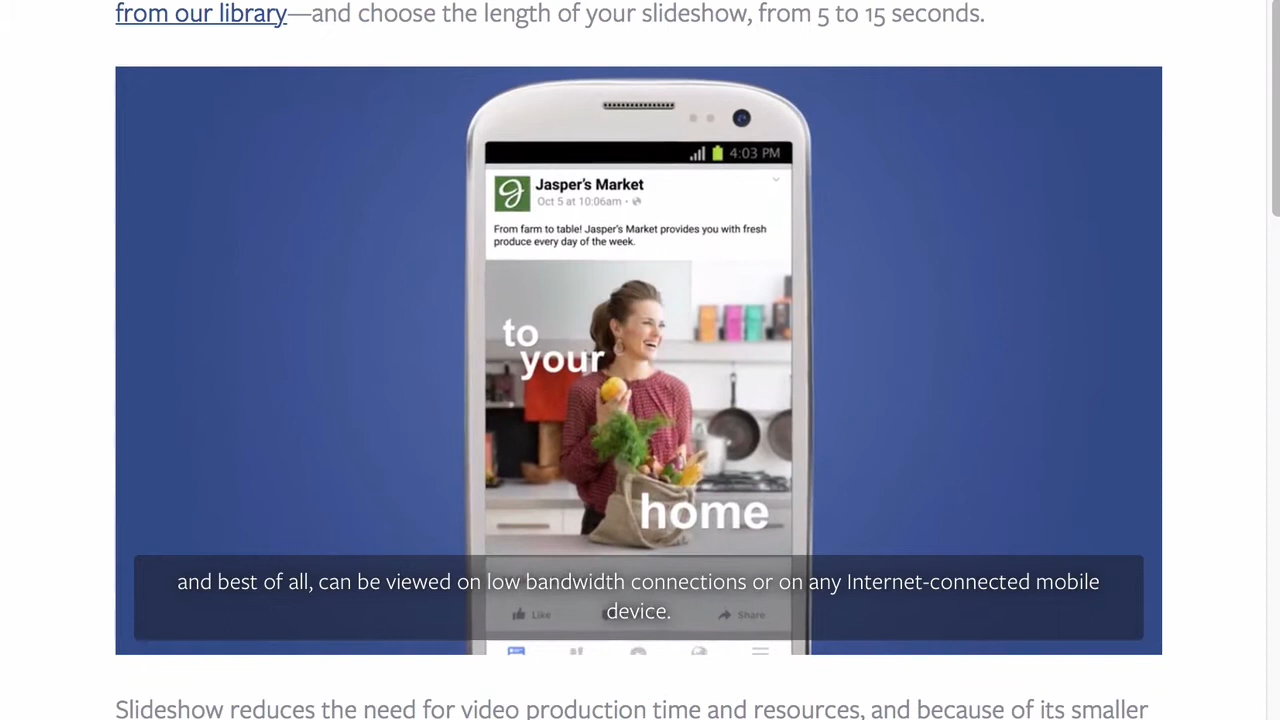 from our library—and choose the length of your slideshow, from 5 to 15 seconds.
4:03 PM
Jasper's Market
Oct 5 at 10:06am
From farm to table! Jasper's Market provides you with fresh
produce every day of the week.
to
your
home
and best of all, can be viewed on low bandwidth connections or on any Internet-connected mobile
device.
Like
Share
Slideshow reduces the need for video production time and resources, and because of its smaller